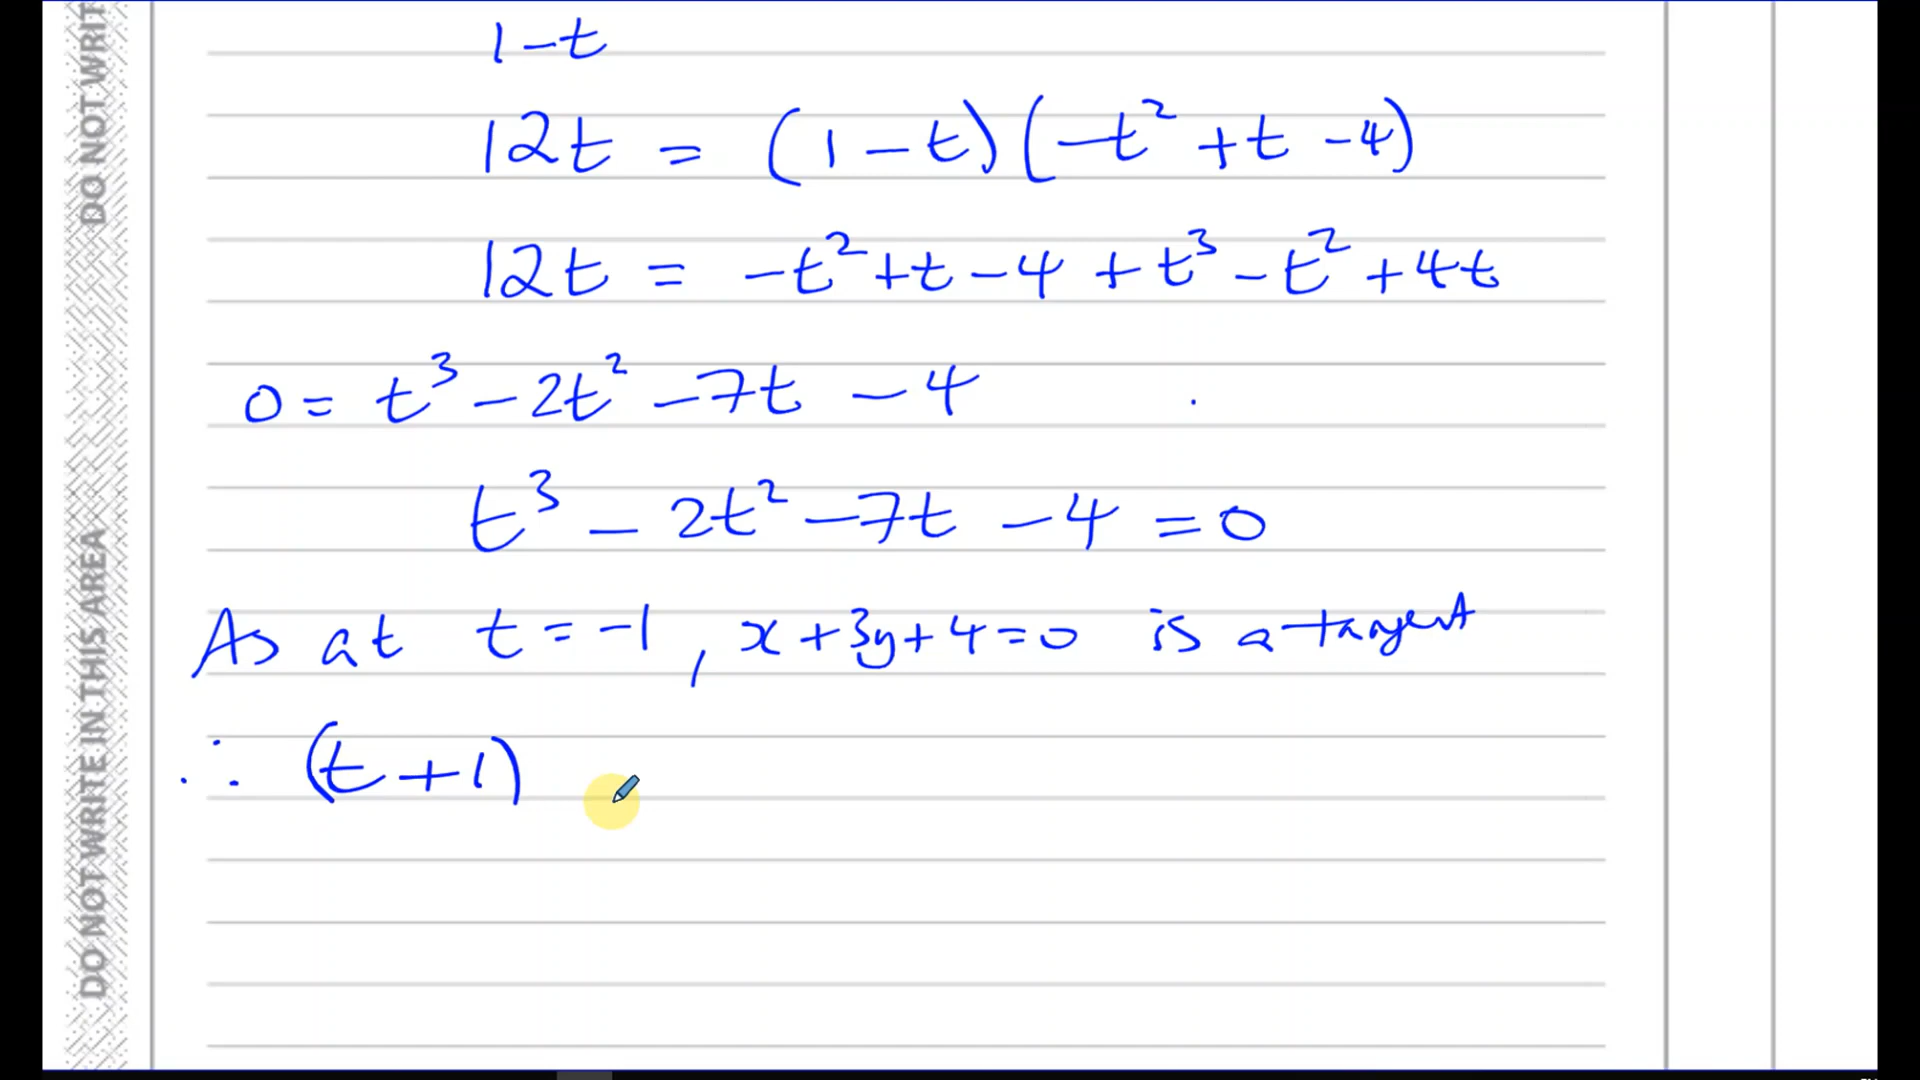 1-t
12t = (1-t)(-t²+t-4)
12t = -t²+t-4+t³-t²+4t
0 = t³-2t²-7t-4
t³-2t²-7t-4=0
As at t=-1, x+3y+4=0 is a tangent
∴ (t+1)
DO NOT WRIT
DO NOT WRITE IN THIS AREA